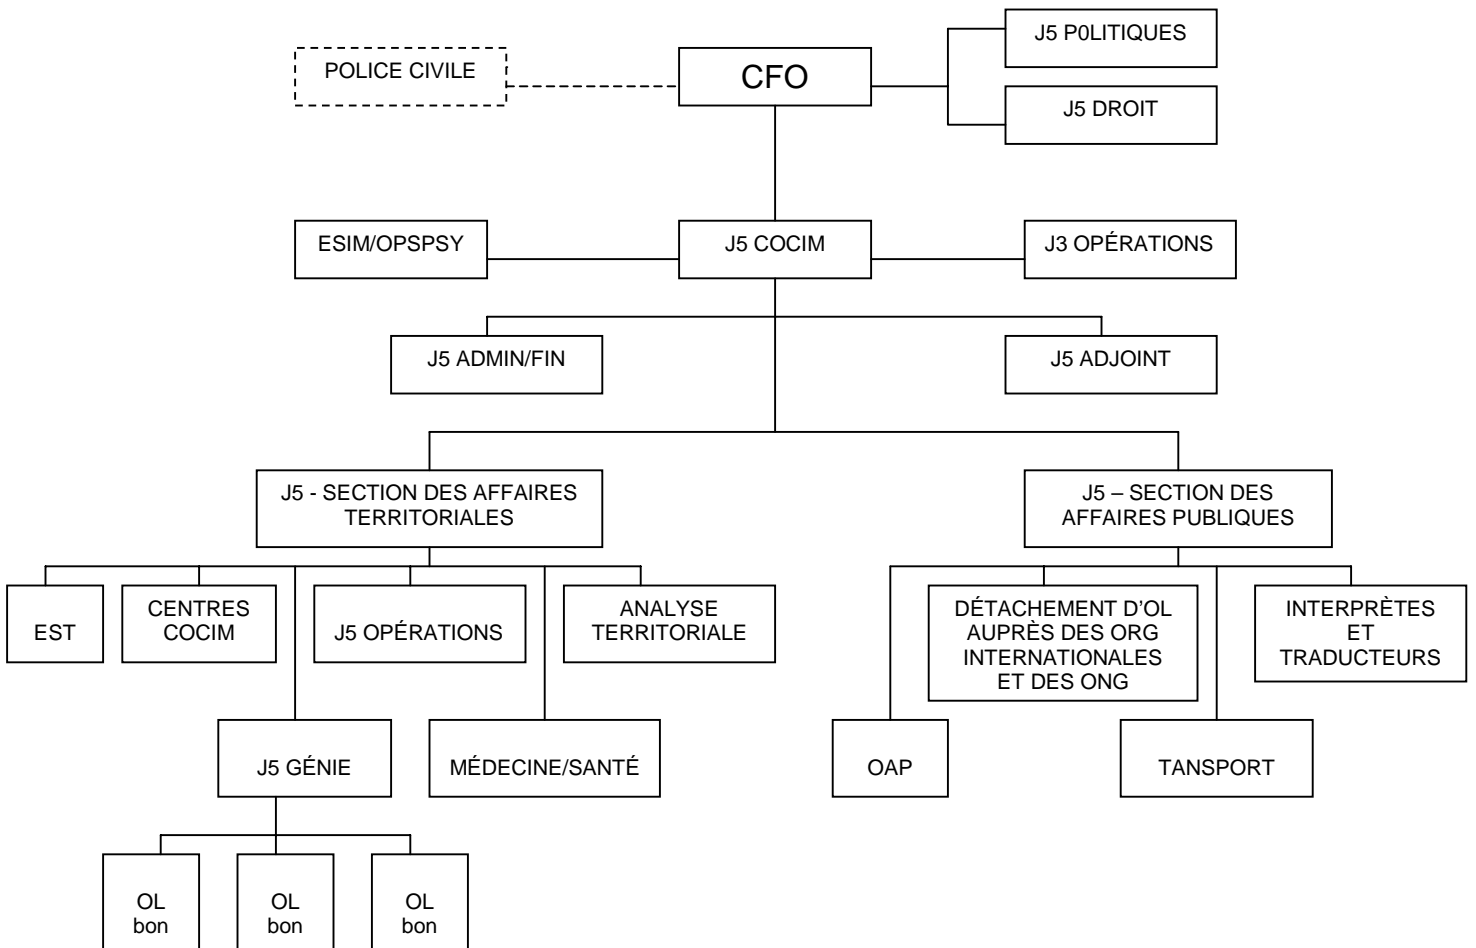 J5 P0LITIQUES
POLICE CIVILE
CFO
J5 DROIT
ESIM/OPSPSY
J5 COCIM
J3 OPÉRATIONS
J5 ADMIN/FIN
J5 ADJOINT
J5 - SECTION DES AFFAIRES
TERRITORIALES
J5 – SECTION DES
AFFAIRES PUBLIQUES
EST
CENTRES
COCIM
J5 OPÉRATIONS
ANALYSE
TERRITORIALE
DÉTACHEMENT D'OL
AUPRÈS DES ORG
INTERNATIONALES
ET DES ONG
INTERPRÈTES
ET
TRADUCTEURS
J5 GÉNIE
MÉDECINE/SANTÉ
OAP
TANSPORT
OL
bon
OL
bon
OL
bon